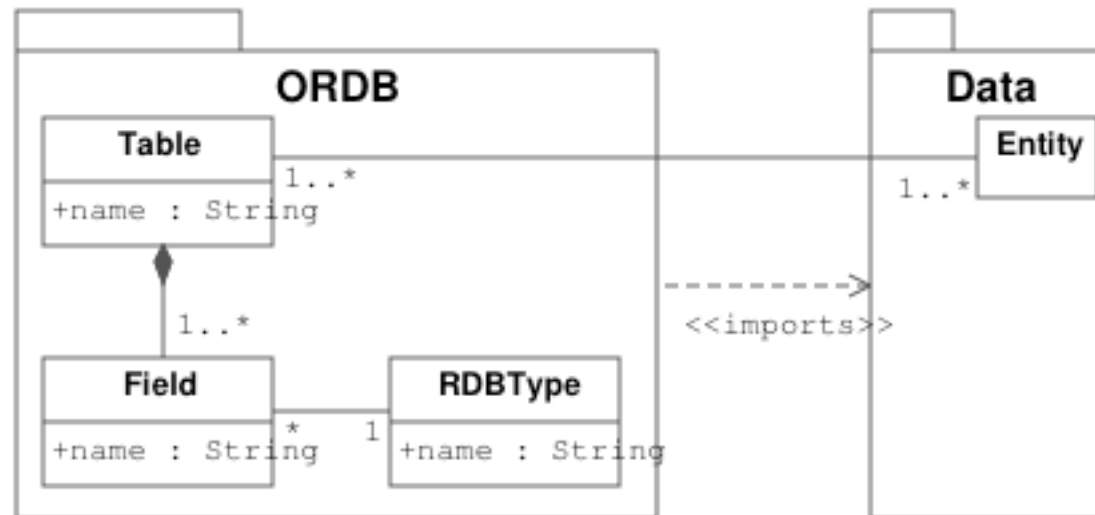 ORDB
Data
Table
Entity
1..*
1..*
+name : String
<<imports>>
1..*
Field
RDBType
*
1
+name : String
+name : String